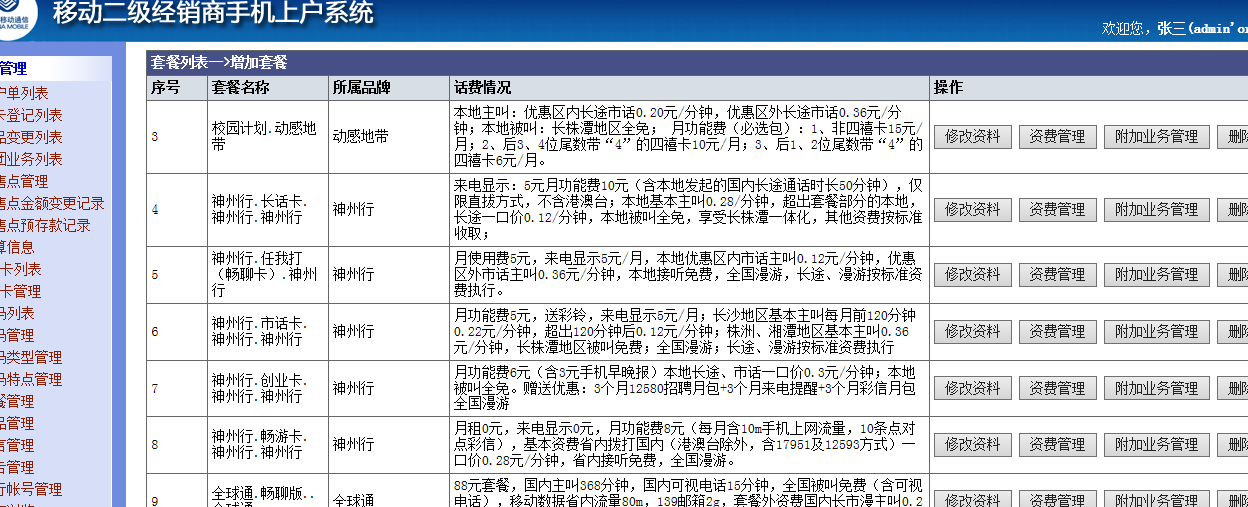 移动通信
NA MOBILE
移动二级经销商手机上户系统
欢迎您，张三(admin'or
管理
户单列表
卡登记列表
品变更列表
团业务列表
售点管理
售点金额变更记录
售点预存款记录
算信息
卡列表
卡管理
码列表
码管理
码类型管理
码特点管理
餐管理
品管理
告管理
行帐号管理
套餐列表—>增加套餐
序号 套餐名称 所属品牌 话费情况 操作
3
校园计划.动感地
带
动感地带
本地主叫：优惠区内长途市话0.20元/分钟，优惠区外长途市话0.36元/分
钟；本地被叫：长株潭地区全免； 月功能费（必选包）：1、非四禧卡15元/
月；2、后3、4位尾数带“4”的四禧卡10元/月；3、后1、2位尾数带“4”的
四禧卡6元/月。
修改资料 资费管理 附加业务管理 删除
4
神州行.长话卡.
神州行.神州行
神州行
来电显示：5元月功能费10元（含本地发起的国内长途通话时长50分钟），仅
限直拔方式，不含港澳台；本地基本主叫0.28/分钟，超出套餐部分的本地，
长途一口价0.12/分钟，本地被叫全免，享受长株潭一体化，其他资费按标准
收取；
修改资料 资费管理 附加业务管理 删除
5
神州行.任我打
（畅聊卡）.神州
行
神州行
月使用费5元，来电显示5元/月，本地优惠区内市话主叫0.12元/分钟，优惠
区外市话主叫0.36元/分钟，本地接听免费，全国漫游，长途、漫游按标准资
费执行。
修改资料 资费管理 附加业务管理 删除
6
神州行.市话卡.
神州行.神州行
神州行
月功能费5元，送彩铃，来电显示5元/月；长沙地区基本主叫每月前120分钟
0.22元/分钟，超出120分钟后0.12元/分钟；株洲、湘潭地区基本主叫0.36
元/分钟，长株潭地区被叫免费；全国漫游；长途、漫游按标准资费执行
修改资料 资费管理 附加业务管理 删除
7
神州行.创业卡.
神州行.神州行
神州行
月功能费6元（含3元手机早晚报）本地长途、市话一口价0.3元/分钟；本地
被叫全免。赠送优惠：3个月12580招聘月包+3个月来电提醒+3个月彩信月包
全国漫游
修改资料 资费管理 附加业务管理 删除
8
神州行.畅游卡.
神州行.神州行
神州行
月租0元，来电显示0元，月功能费8元（每月含10m手机上网流量，10条点对
点彩信），基本资费省内拨打国内（港澳台除外，含17951及12593方式）一
口价0.28元/分钟，省内接听免费，全国漫游。
修改资料 资费管理 附加业务管理 删除
9
全球通.畅聊版..
全球通
88元套餐，国内主叫368分钟，国内可视电话15分钟，全国被叫免费（含可视
电话），移动数据省内流量80m，139邮箱2g，套餐外资费国内长市漫主叫0.2
修改资料 资费管理 附加业务管理 删除